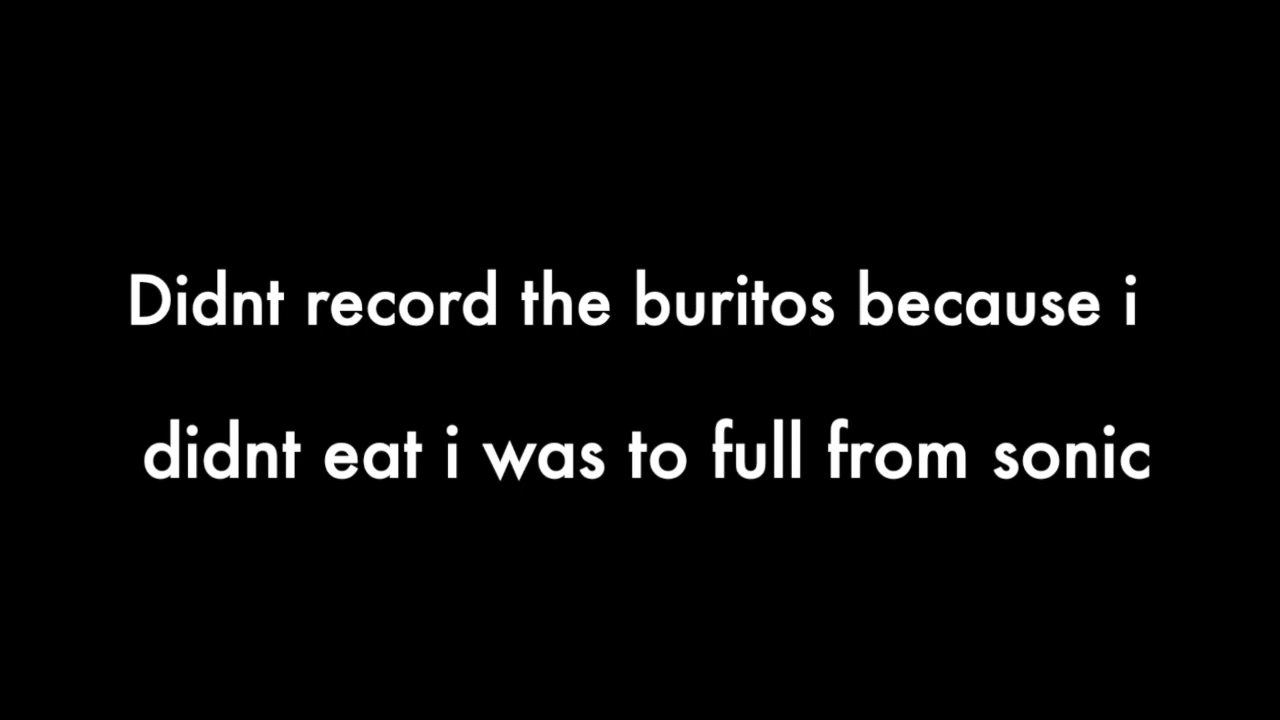 Didnt record the buritos because i
didnt eat i was to full from sonic